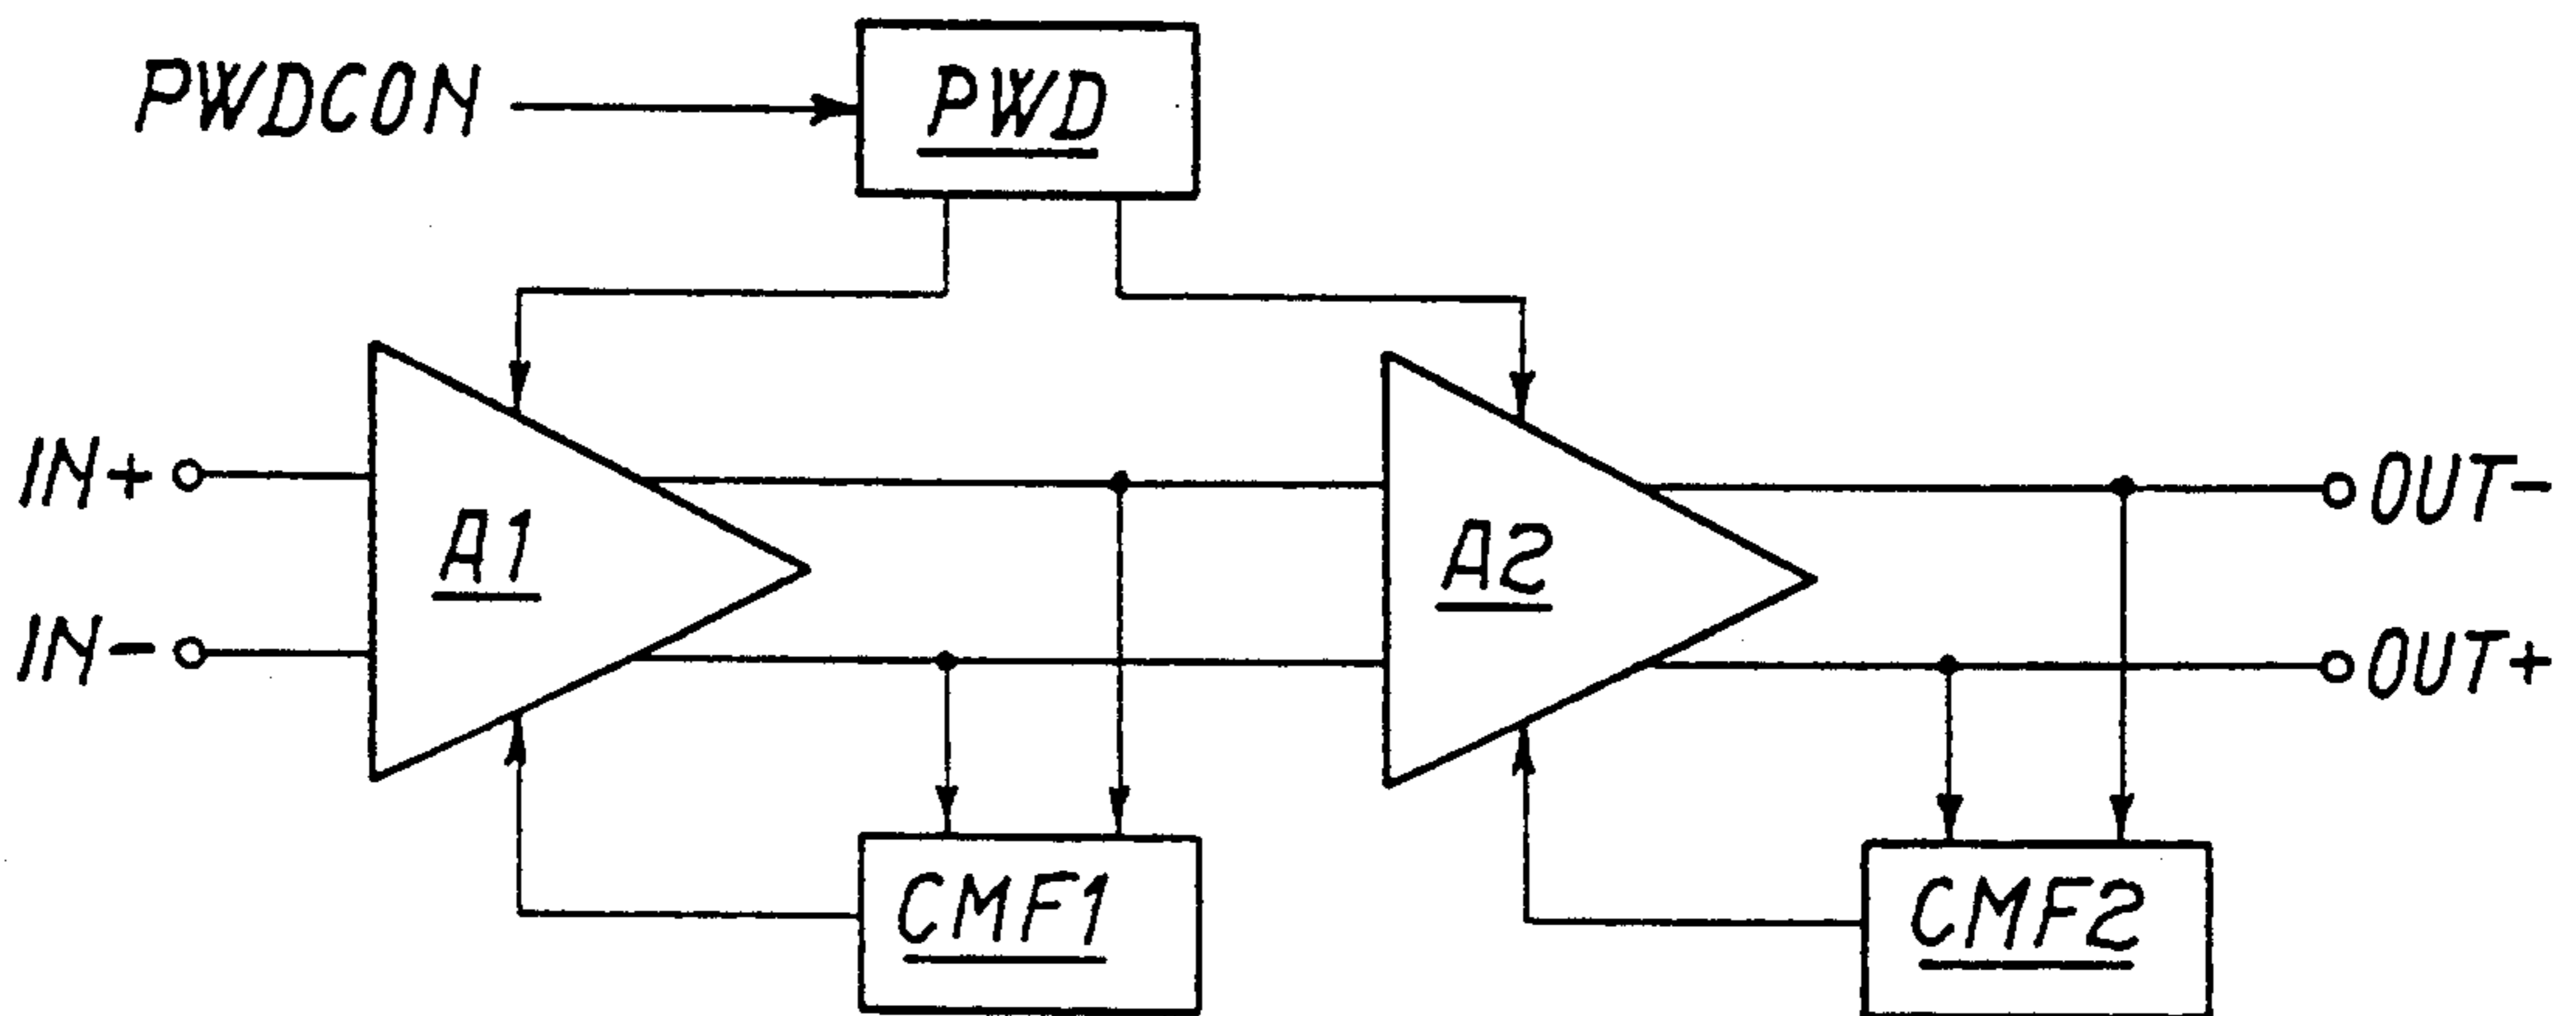 PWDCON
PWD
IN+
IN-
A1
A2
OUT-
OUT+
CMF1
CMF2